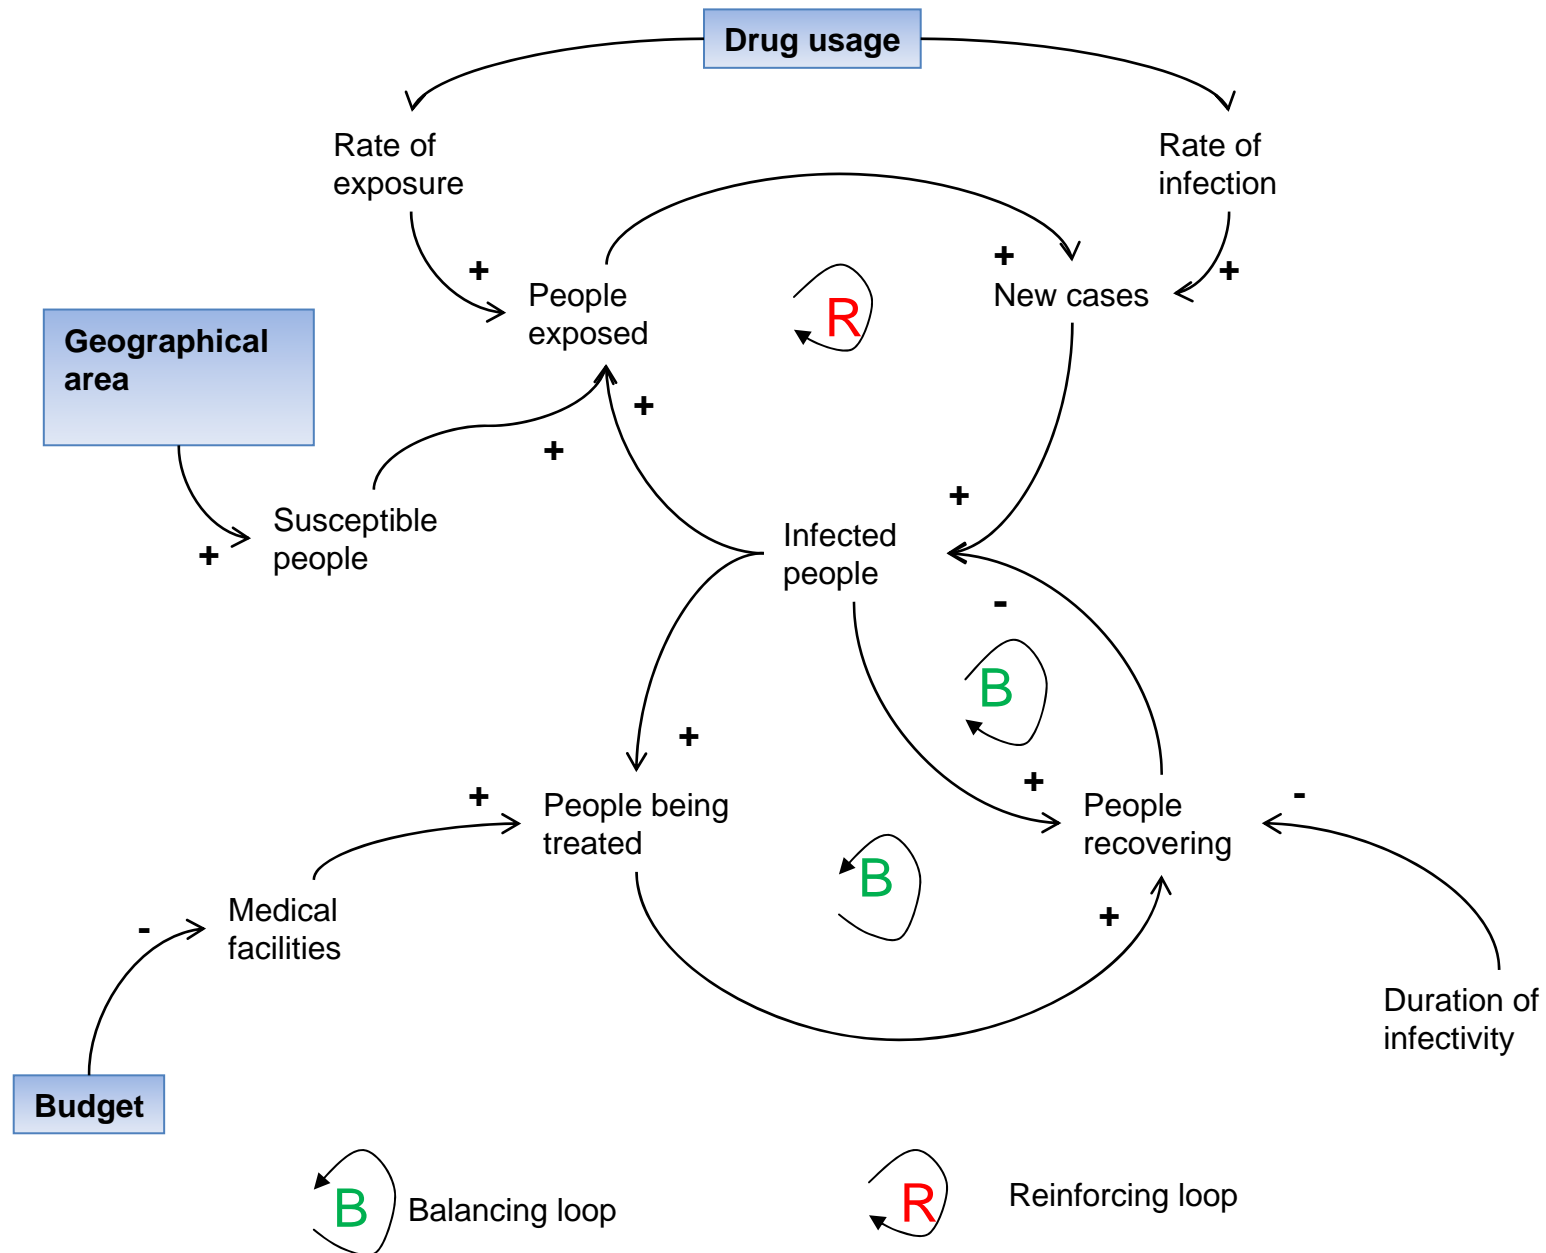 Drug usage
Rate of
exposure
Rate of
infection
+
+
+
People
exposed
New cases
R
Geographical
area
+
+
+
Susceptible
people
+
Infected
people
+
-
B
+
+
+
-
People being
treated
People
recovering
B
Medical
facilities
-
+
Duration of
infectivity
Budget
B
Balancing loop
R
Reinforcing loop